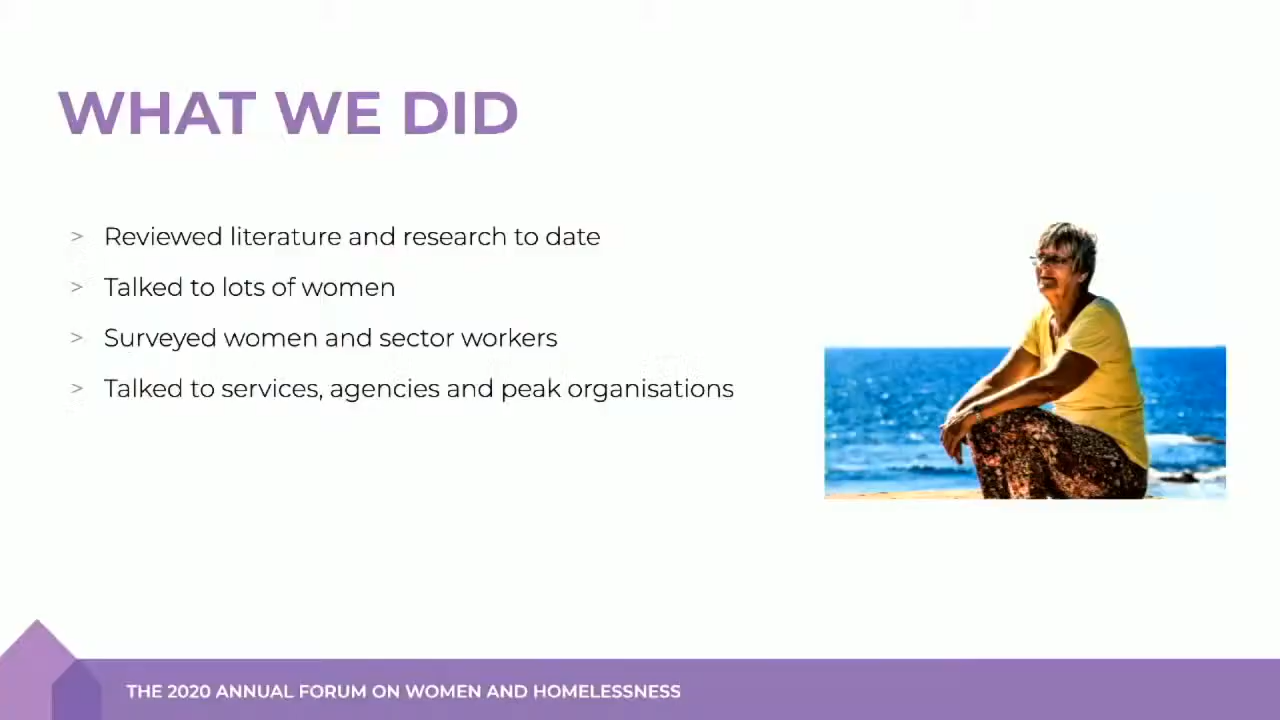 WHAT WE DID
> Reviewed literature and research to date
> Talked to lots of women
> Surveyed women and sector workers
> Talked to services, agencies and peak organisations
THE 2020 ANNUAL FORUM ON WOMEN AND HOMELESSNESS